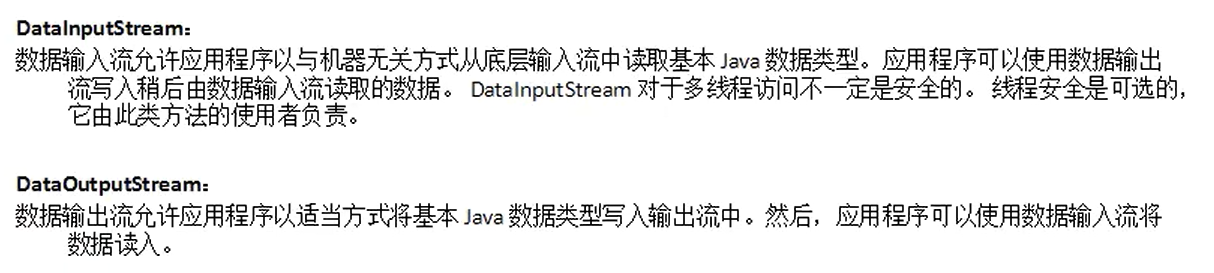 DataInputStream：
数据输入流允许应用程序以与机器无关方式从底层输入流中读取基本 Java 数据类型。应用程序可以使用数据输出
流写入稍后由数据输入流读取的数据。 DataInputStream 对于多线程访问不一定是安全的。 线程安全是可选的，
它由此类方法的使用者负责。
DataOutputStream：
数据输出流允许应用程序以适当方式将基本 Java 数据类型写入输出流中。然后，应用程序可以使用数据输入流将
数据读入。